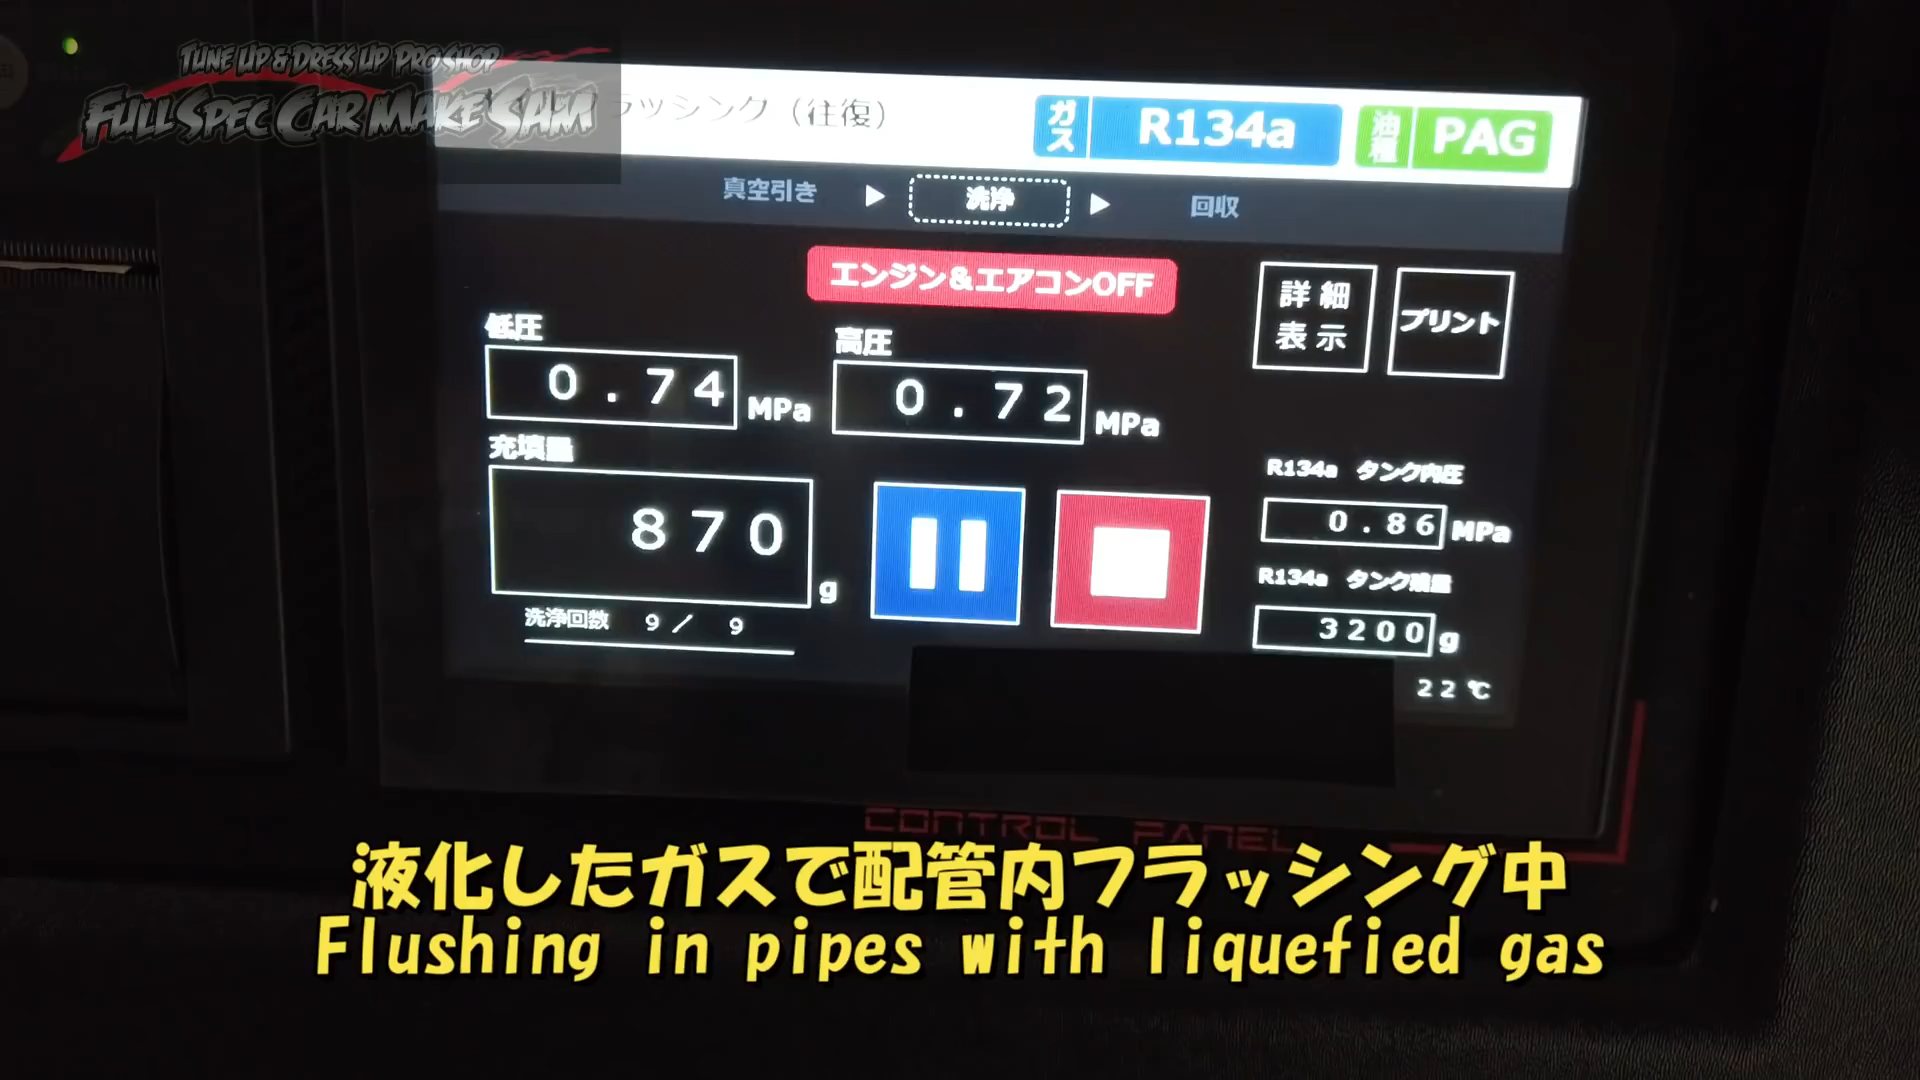 TUNE UP & DRESS UP PRO SHOP
FULL SPEC CAR MAKE SAM
ラッシング（往復）
ガス R134a 油種 PAG
真空引き ▶ 洗浄 ▶ 回収
エンジン&エアコンOFF
詳細表示
プリント
低圧
0.74 MPa
高圧
0.72 MPa
充填量
870 g
洗浄回数 9／ 9
R134a タンク内圧
0.86 MPa
R134a タンク残量
3200 g
22℃
CONTROL PANEL
液化したガスで配管内フラッシング中
Flushing in pipes with liquefied gas